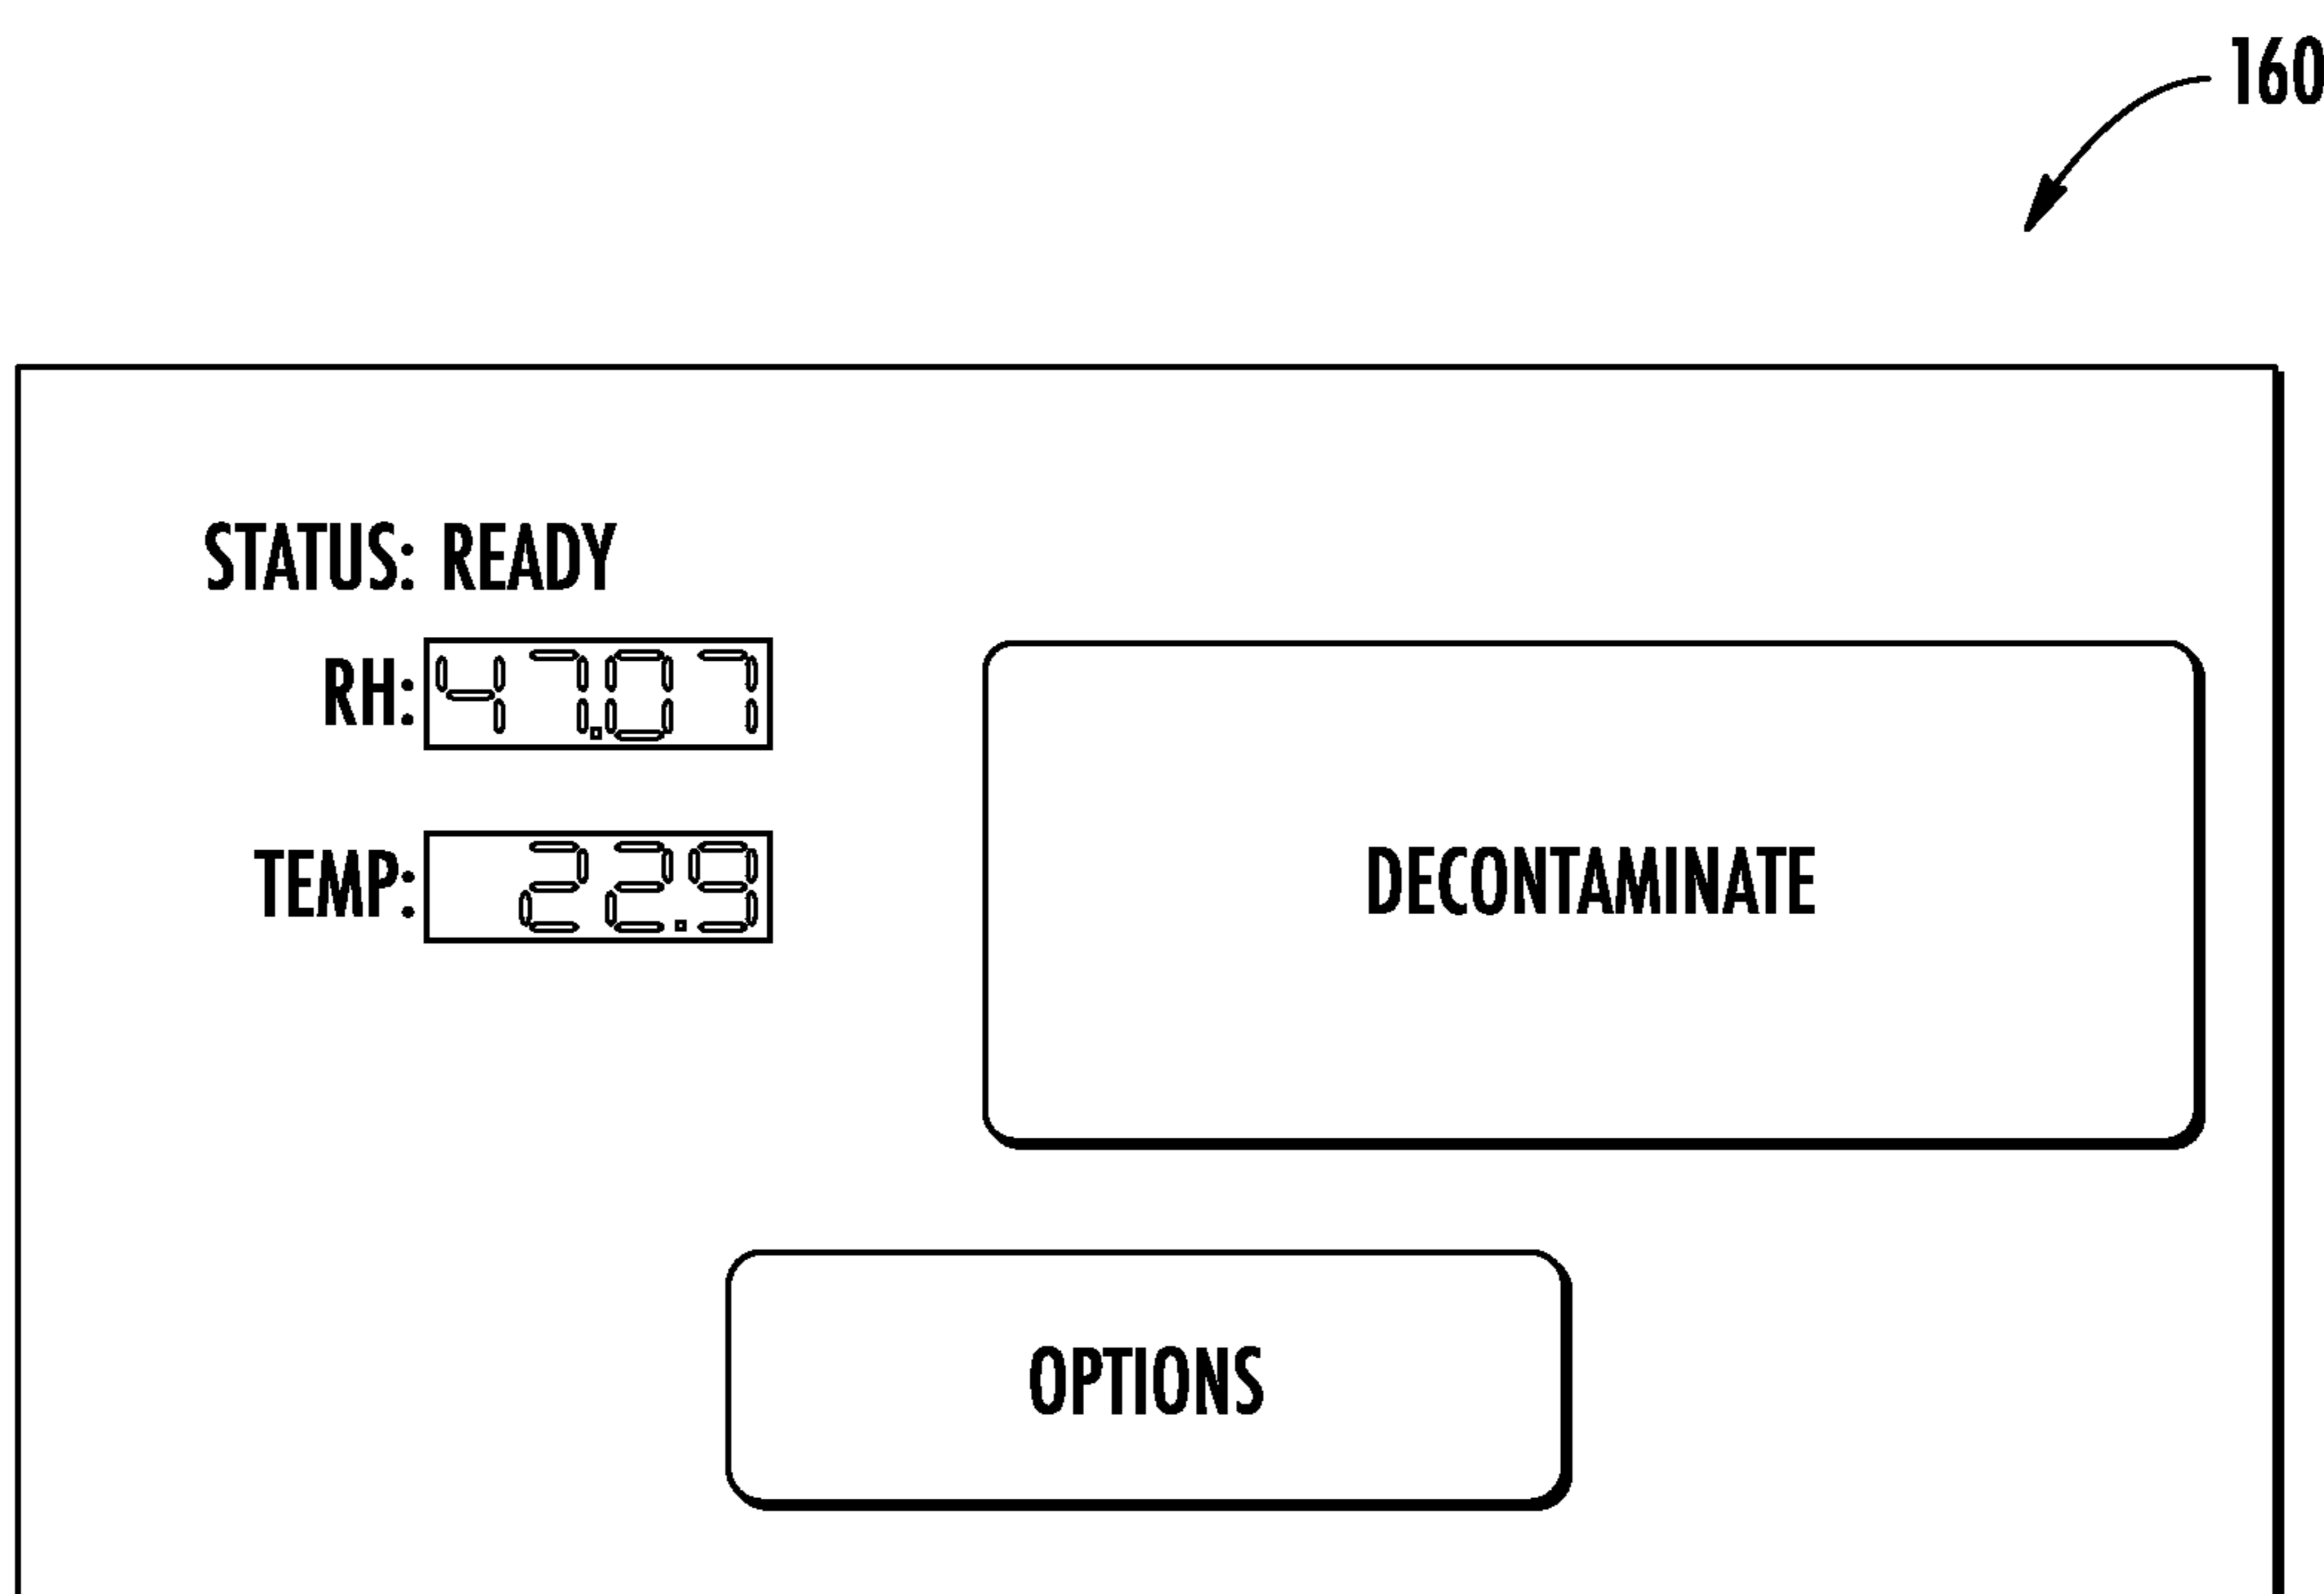 160
STATUS: READY
RH: 47.07
TEMP: 22.9
DECONTAMINATE
OPTIONS